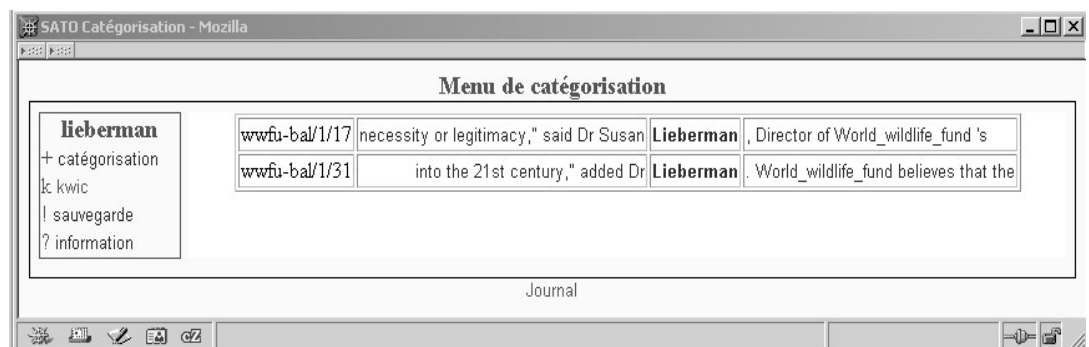 SATO Catégorisation - Mozilla
Menu de catégorisation
lieberman
+ catégorisation
k kwic
! sauvegarde
? information
wwfu-bal/1/17 necessity or legitimacy," said Dr Susan Lieberman , Director of World_wildlife_fund 's
wwfu-bal/1/31 into the 21st century," added Dr Lieberman . World_wildlife_fund believes that the
Journal